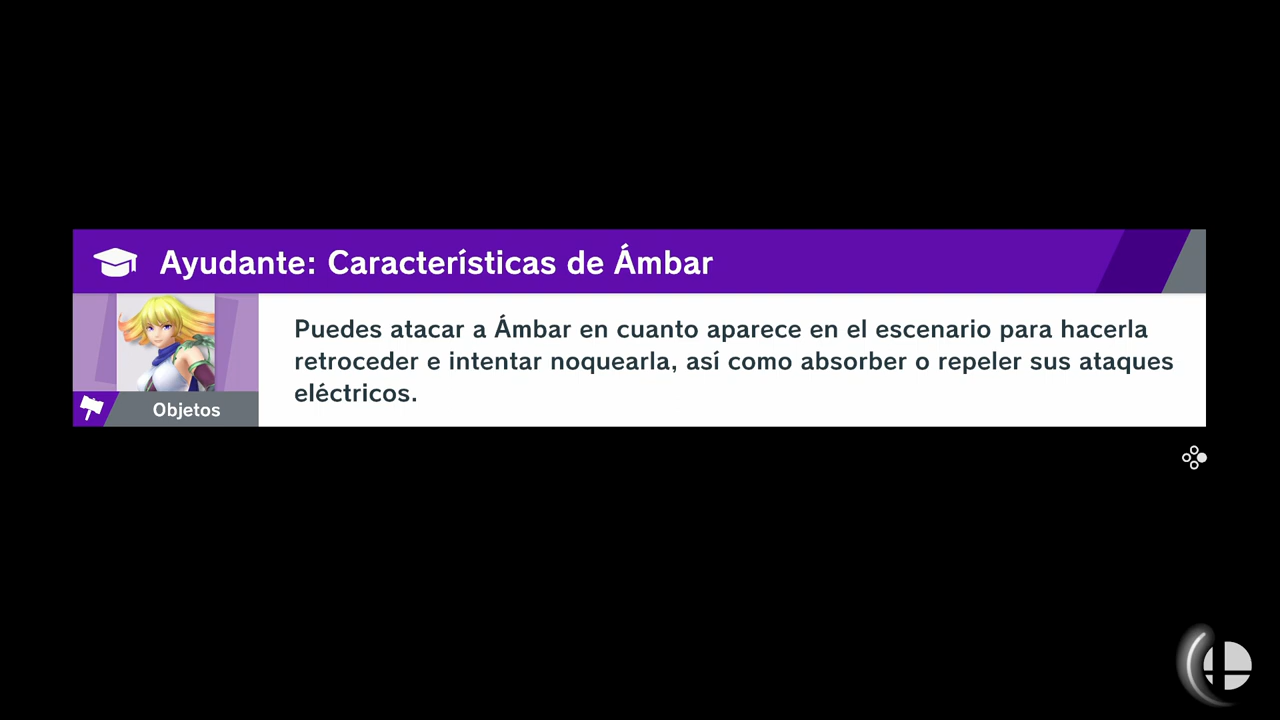 Ayudante: Características de Ámbar
Puedes atacar a Ámbar en cuanto aparece en el escenario para hacerla
retroceder e intentar noquearla, así como absorber o repeler sus ataques
eléctricos.
Objetos